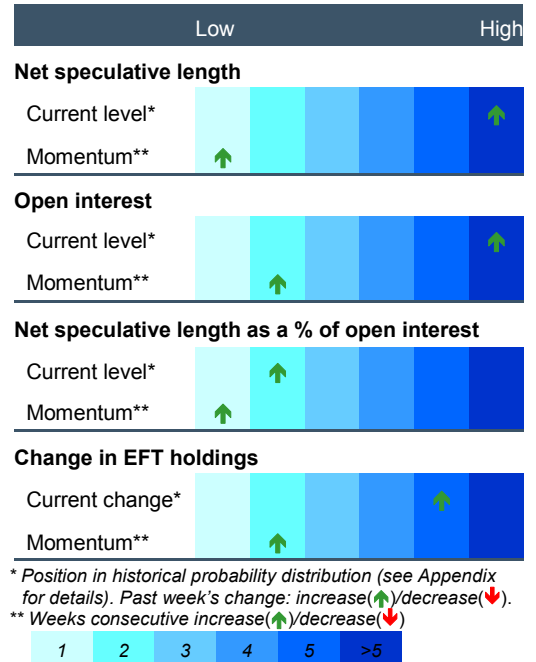 Low High
Net speculative length
Current level*
Momentum**
Open interest
Current level*
Momentum**
Net speculative length as a % of open interest
Current level*
Momentum**
Change in EFT holdings
Current change*
Momentum**
* Position in historical probability distribution (see Appendix
for details). Past week's change: increase(↑)/decrease(↓).
** Weeks consecutive increase(↑)/decrease(↓)
1 2 3 4 5 >5